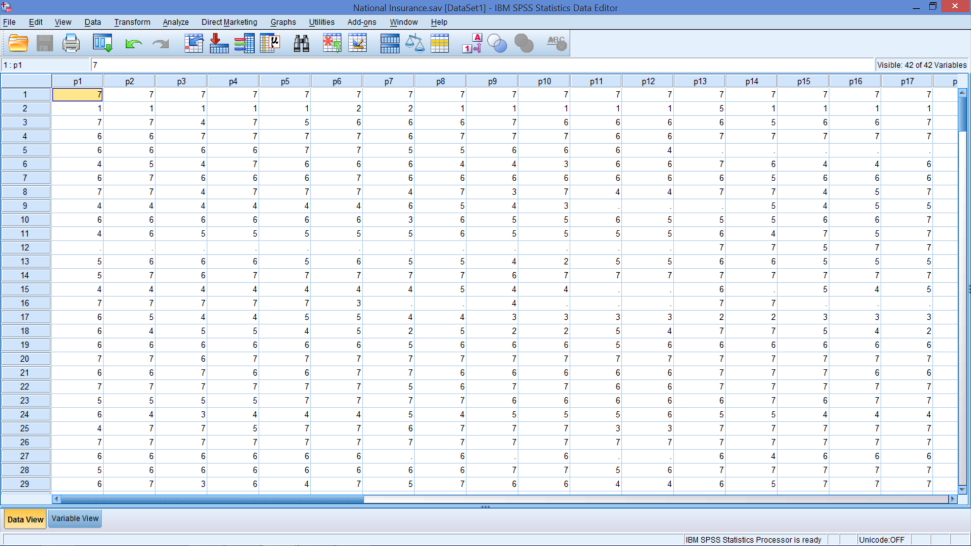 National Insurance.sav [DataSet1] - IBM SPSS Statistics Data Editor
File Edit View Data Transform Analyze Direct Marketing Graphs Utilities Add-ons Window Help
1 : p1 7 Visible: 42 of 42 Variables
p1 p2 p3 p4 p5 p6 p7 p8 p9 p10 p11 p12 p13 p14 p15 p16 p17 p
1 7 7 7 7 7 7 7 7 7 7 7 7 7 7 7 7 7
2 1 1 1 1 1 2 2 1 1 1 1 1 5 1 1 1 1
3 7 7 4 7 5 6 6 6 7 6 6 6 6 5 6 6 7
4 6 6 7 7 7 6 6 7 7 7 6 6 7 7 7 7 7
5 6 6 6 6 7 7 5 5 6 6 6 4 . . . . .
6 4 5 4 7 6 6 6 4 4 3 6 6 7 6 4 4 6
7 6 7 6 7 6 6 6 5 6 6 6 6 6 5 6 6 6
8 7 7 4 7 7 7 4 7 3 7 4 4 7 7 4 5 7
9 4 4 4 4 4 4 6 5 4 3 . . . 5 4 5 5
10 6 6 6 6 6 6 3 6 5 5 6 5 5 5 6 6 7
11 4 6 5 5 5 5 5 6 5 5 5 5 6 4 7 5 7
12 . . . . . . . . . . . . 7 7 5 7 7
13 5 6 6 6 5 6 5 5 4 2 5 5 6 6 5 5 5
14 5 7 6 7 7 7 7 7 6 7 7 7 7 7 7 7 7
15 4 4 4 4 4 4 4 5 4 4 . . 6 . 5 4 5
16 7 7 7 7 7 3 . . 4 . . . 7 7 . . .
17 6 5 4 4 5 5 4 4 3 3 3 3 2 2 3 3 3
18 6 4 5 5 4 5 2 5 2 2 5 4 7 7 5 4 2
19 6 6 6 6 6 6 5 6 6 6 5 6 6 6 6 6 6
20 7 7 6 7 7 7 7 7 7 7 7 7 7 7 7 7 7
21 6 6 7 7 7 6 6 6 6 6 6 6 7 7 7 6 6
22 7 7 7 7 7 7 5 6 7 7 6 6 7 7 7 7 7
23 5 5 5 5 7 7 7 7 6 6 6 6 6 7 6 7 7
24 6 4 3 4 4 4 5 4 5 5 5 6 5 5 4 4 4
25 4 7 7 5 7 7 6 7 7 7 3 3 7 7 7 7 7
26 7 7 7 7 7 7 7 7 7 7 7 7 7 7 7 7 7
27 6 6 6 6 6 6 . 6 . 6 . . 6 4 6 6 6
28 5 6 6 6 6 6 6 6 7 7 5 6 7 7 7 7 7
29 6 7 3 6 4 7 5 7 6 6 4 4 6 5 7 7 7
Data View Variable View
IBM SPSS Statistics Processor is ready Unicode:OFF